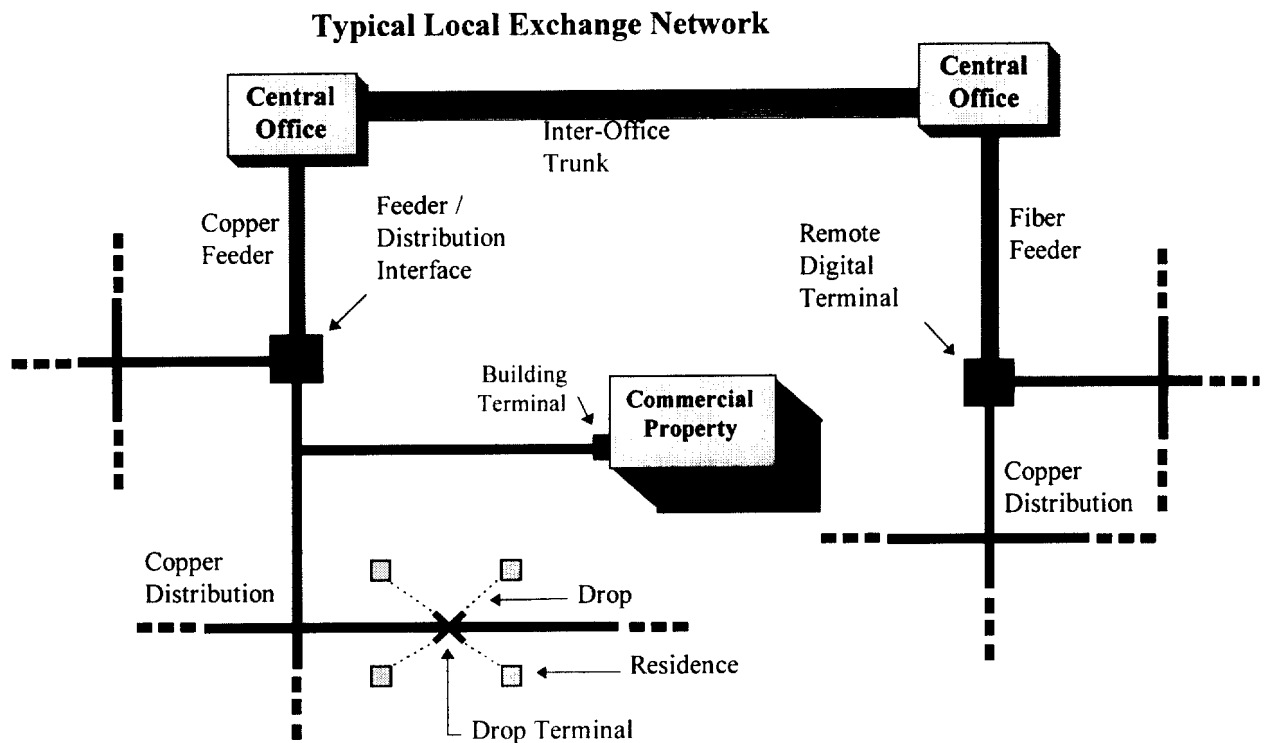 Typical Local Exchange Network
Central
Office
Central
Office
Inter-Office
Trunk
Copper
Feeder
Feeder /
Distribution
Interface
Remote
Digital
Terminal
Fiber
Feeder
Building
Terminal
Commercial
Property
Copper
Distribution
Copper
Distribution
Drop
Residence
Drop Terminal